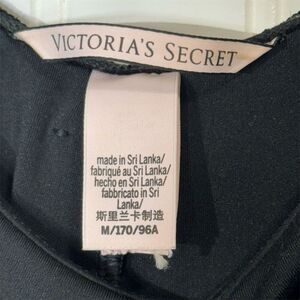 VICTORIA'S SECRET
made in Sri Lanka/
fabriqué au Sri Lanka/
hecho en Sri Lanka/
fabbricato in Sri
Lanka/
斯里兰卡制造
M/170/96A